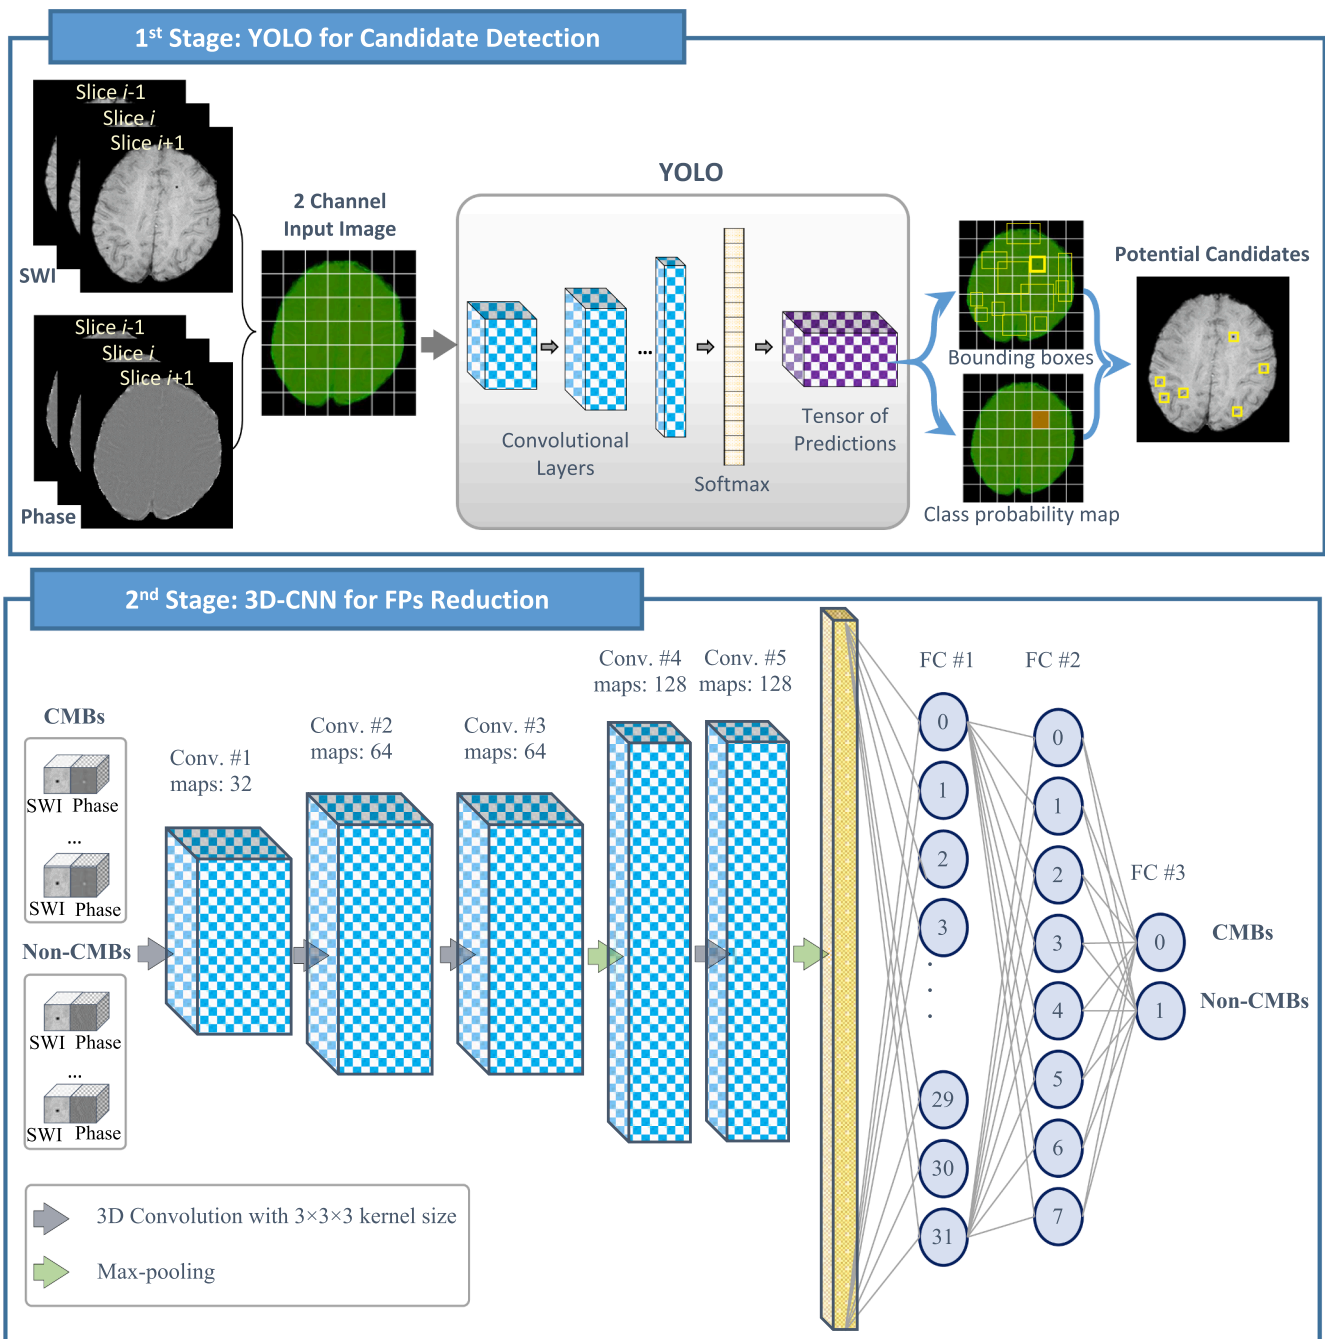 1st Stage: YOLO for Candidate Detection
Slice i-1
Slice i
Slice i+1
SWI
Slice i-1
Slice i
Slice i+1
Phase
2 Channel
Input Image
YOLO
...
Convolutional
Layers
Softmax
Tensor of
Predictions
Bounding boxes
Class probability map
Potential Candidates
2nd Stage: 3D-CNN for FPs Reduction
CMBs
SWI Phase
...
SWI Phase
Non-CMBs
SWI Phase
...
SWI Phase
Conv. #1
maps: 32
Conv. #2
maps: 64
Conv. #3
maps: 64
Conv. #4
maps: 128
Conv. #5
maps: 128
FC #1
0
1
2
3
.
.
.
29
30
31
FC #2
0
1
2
3
4
5
6
7
FC #3
0
1
CMBs
Non-CMBs
3D Convolution with 3×3×3 kernel size
Max-pooling